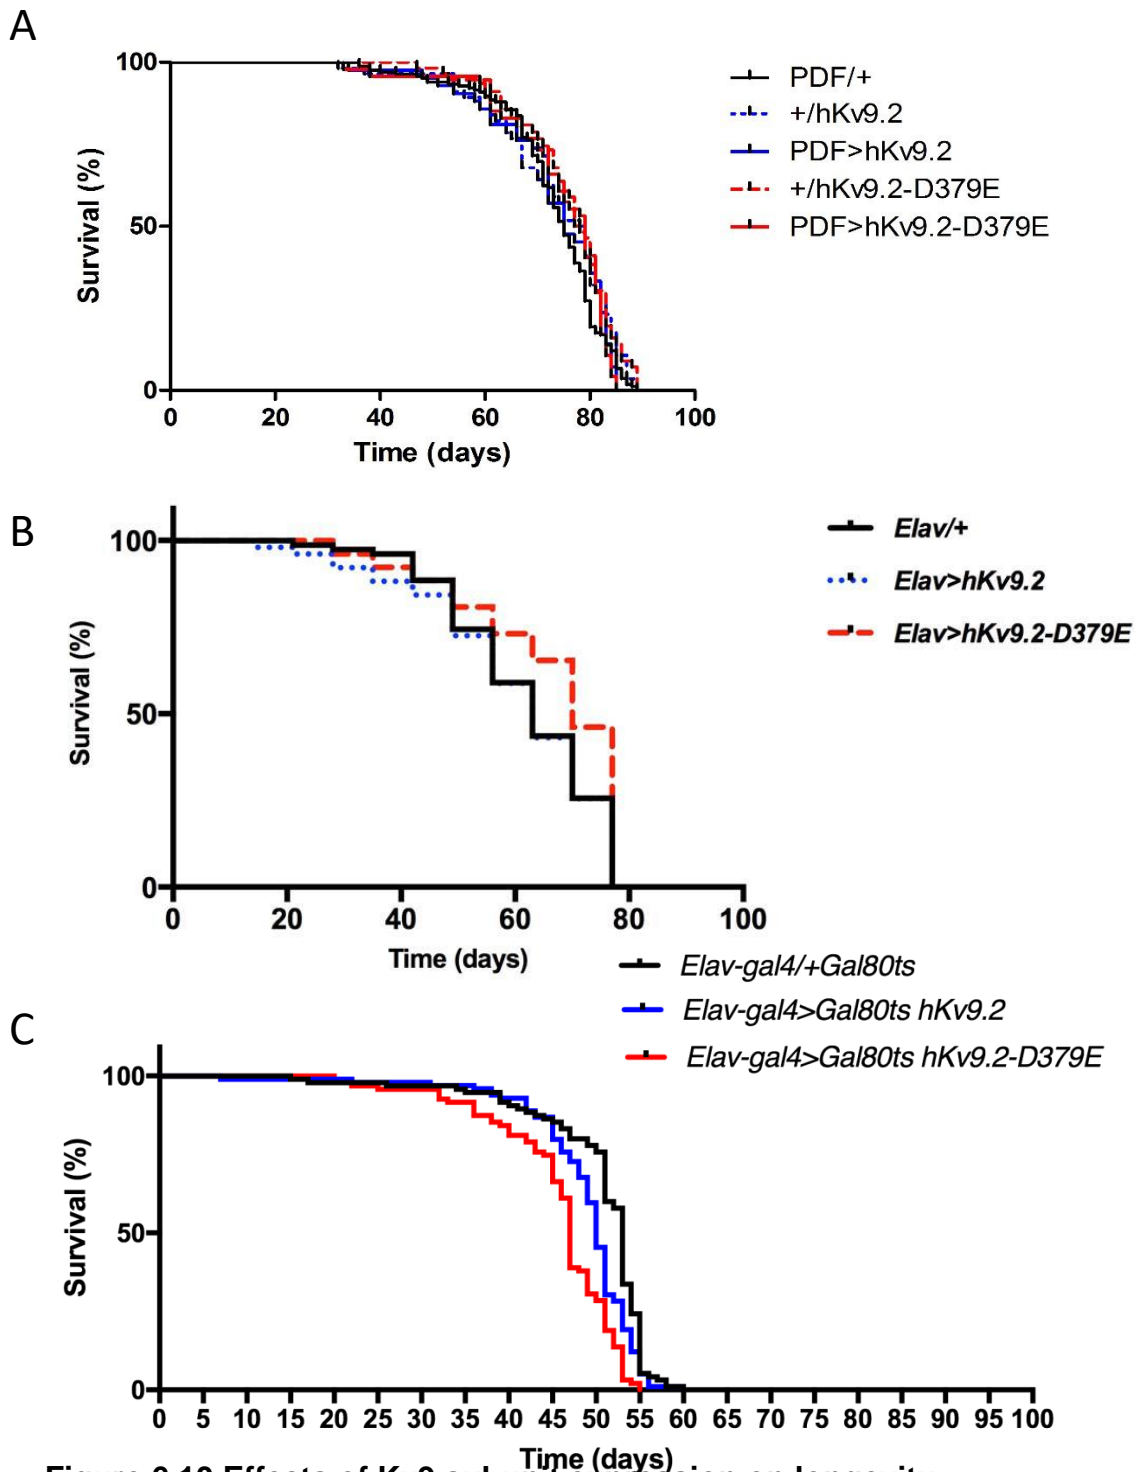 A
100
50
0
0 20 40 60 80 100
Survival (%)
Time (days)
PDF/+
+/hKv9.2
PDF>hKv9.2
+/hKv9.2-D379E
PDF>hKv9.2-D379E
B
100
50
0
0 20 40 60 80 100
Survival (%)
Time (days)
Elav/+
Elav>hKv9.2
Elav>hKv9.2-D379E
C
Elav-gal4/+Gal80ts
Elav-gal4>Gal80ts hKv9.2
Elav-gal4>Gal80ts hKv9.2-D379E
100
50
0
0 5 10 15 20 25 30 35 40 45 50 55 60 65 70 75 80 85 90 95 100
Survival (%)
Time (days)
Effects of on longevity